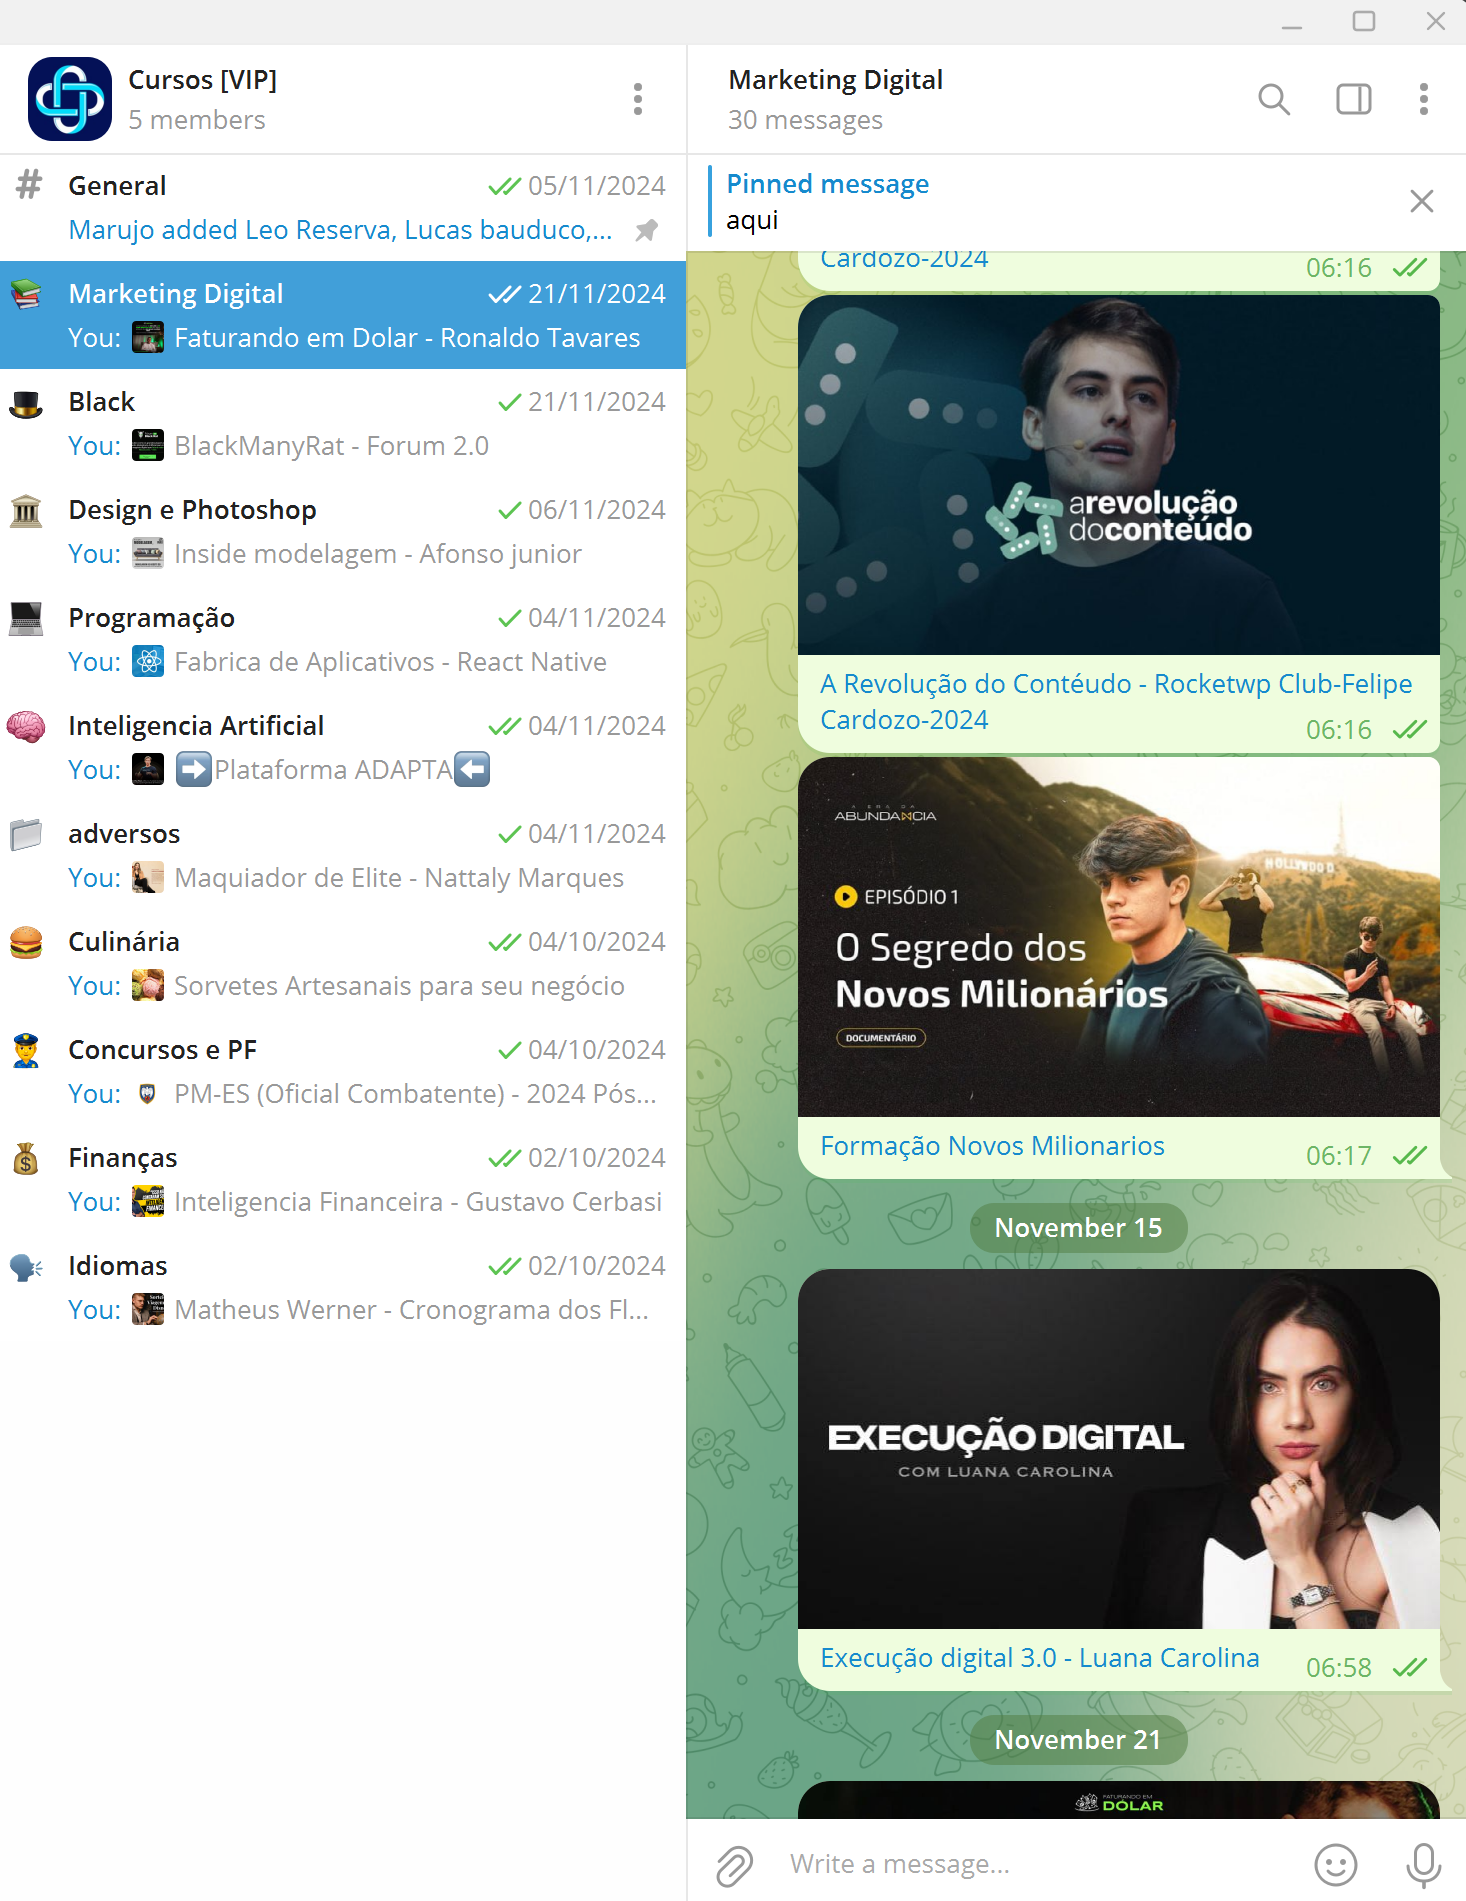 Cursos [VIP]
5 members
General
05/11/2024
Marujo added Leo Reserva, Lucas bauduco,...
Marketing Digital
21/11/2024
You: Faturando em Dolar - Ronaldo Tavares
Black
21/11/2024
You: BlackManyRat - Forum 2.0
Design e Photoshop
06/11/2024
You: Inside modelagem - Afonso junior
Programação
04/11/2024
You: Fabrica de Aplicativos - React Native
Inteligencia Artificial
04/11/2024
You: ➡️Plataforma ADAPTA⬅️
adversos
04/11/2024
You: Maquiador de Elite - Nattaly Marques
Culinária
04/10/2024
You: Sorvetes Artesanais para seu negócio
Concursos e PF
04/10/2024
You: PM-ES (Oficial Combatente) - 2024 Pós...
Finanças
02/10/2024
You: Inteligencia Financeira - Gustavo Cerbasi
Idiomas
02/10/2024
You: Matheus Werner - Cronograma dos Fl...
Marketing Digital
30 messages
Pinned message
aqui
Cardozo-2024
06:16
arevolução
doconteúdo
A Revolução do Contéudo - Rocketwp Club-Felipe
Cardozo-2024
06:16
A ERA DA
ABUNDANCIA
HOLLYWOOD
EPISÓDIO 1
O Segredo dos
Novos Milionários
DOCUMENTÁRIO
Formação Novos Milionarios
06:17
November 15
EXECUÇÃO DIGITAL
COM LUANA CAROLINA
Execução digital 3.0 - Luana Carolina
06:58
November 21
FATURANDO EM
DÓLAR
Write a message...